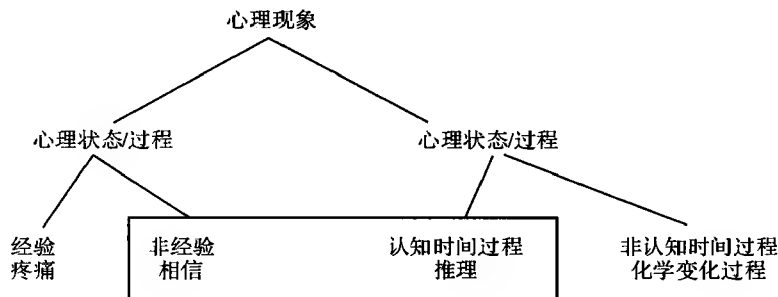 心理现象
心理状态/过程 心理状态/过程
经验 非经验 认知时间过程 非认知时间过程
疼痛 相信 推理 化学变化过程